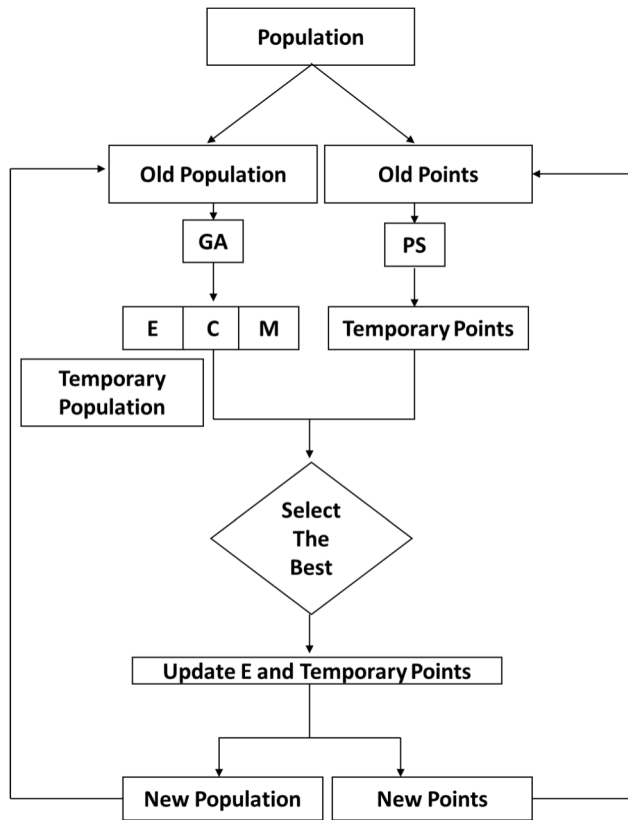 Population
Old Population
Old Points
GA
PS
E
C
M
Temporary Points
Temporary
Population
Select
The
Best
Update E and Temporary Points
New Population
New Points